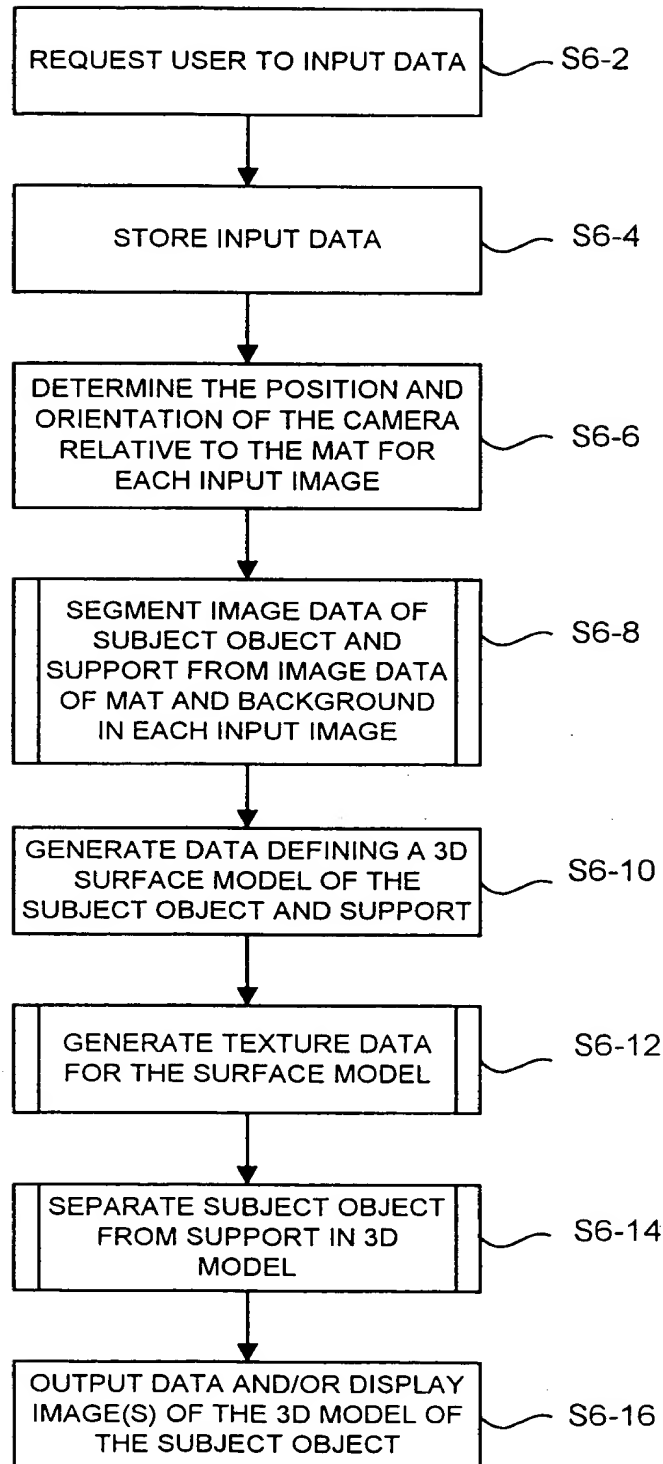 REQUEST USER TO INPUT DATA
S6-2
STORE INPUT DATA
S6-4
DETERMINE THE POSITION AND
ORIENTATION OF THE CAMERA
RELATIVE TO THE MAT FOR
EACH INPUT IMAGE
S6-6
SEGMENT IMAGE DATA OF
SUBJECT OBJECT AND
SUPPORT FROM IMAGE DATA
OF MAT AND BACKGROUND
IN EACH INPUT IMAGE
S6-8
GENERATE DATA DEFINING A 3D
SURFACE MODEL OF THE
SUBJECT OBJECT AND SUPPORT
S6-10
GENERATE TEXTURE DATA
FOR THE SURFACE MODEL
S6-12
SEPARATE SUBJECT OBJECT
FROM SUPPORT IN 3D
MODEL
S6-14
OUTPUT DATA AND/OR DISPLAY
IMAGE(S) OF THE 3D MODEL OF
THE SUBJECT OBJECT
S6-16